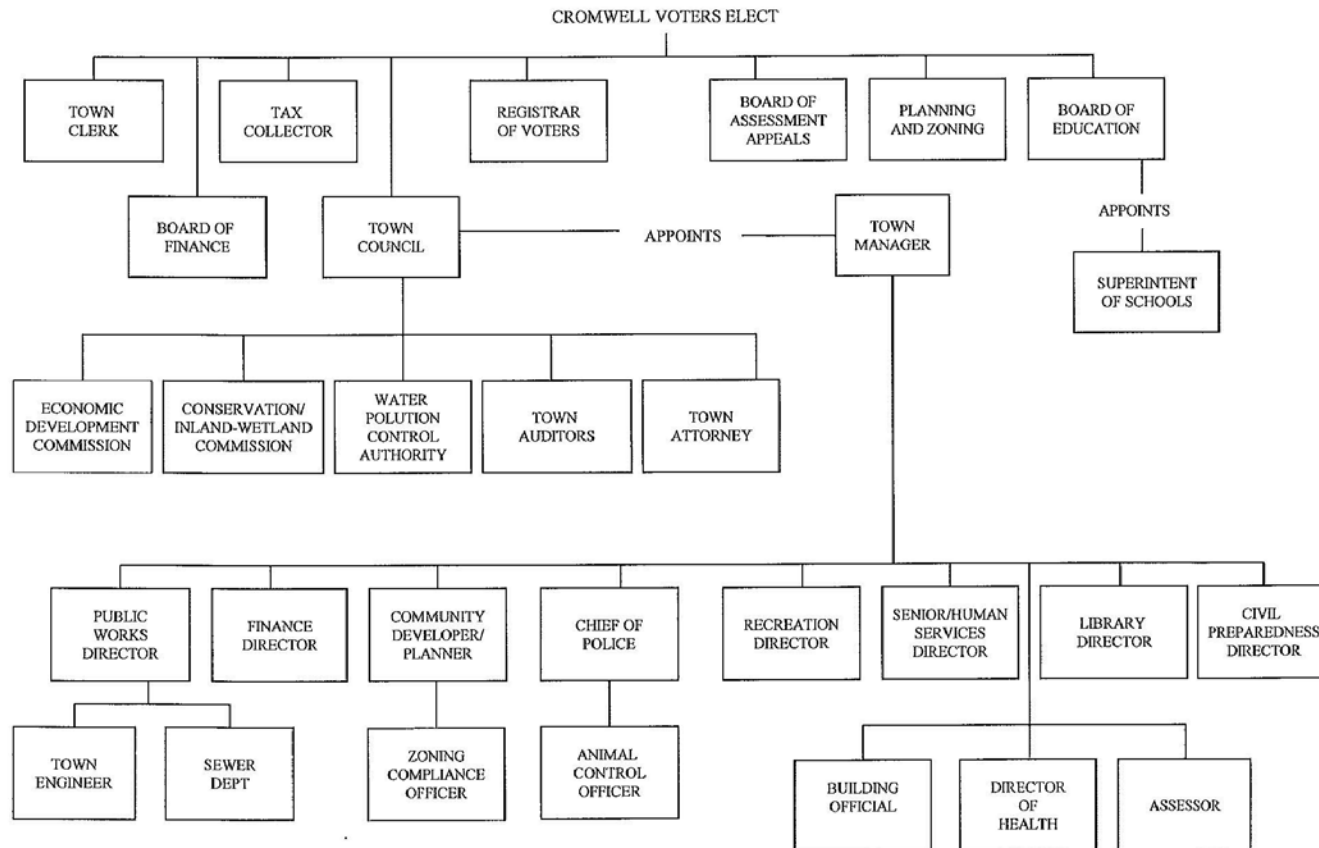 CROMWELL VOTERS ELECT
TOWN
CLERK
TAX
COLLECTOR
REGISTRAR
OF VOTERS
BOARD OF
ASSESSMENT
APPEALS
PLANNING
AND ZONING
BOARD OF
EDUCATION
BOARD OF
FINANCE
TOWN
COUNCIL
APPOINTS
TOWN
MANAGER
APPOINTS
SUPERINTENT
OF SCHOOLS
ECONOMIC
DEVELOPMENT
COMMISSION
CONSERVATION/
INLAND-WETLAND
COMMISSION
WATER
POLUTION
CONTROL
AUTHORITY
TOWN
AUDITORS
TOWN
ATTORNEY
PUBLIC
WORKS
DIRECTOR
FINANCE
DIRECTOR
COMMUNITY
DEVELOPER/
PLANNER
CHIEF OF
POLICE
RECREATION
DIRECTOR
SENIOR/HUMAN
SERVICES
DIRECTOR
LIBRARY
DIRECTOR
CIVIL
PREPAREDNESS
DIRECTOR
TOWN
ENGINEER
SEWER
DEPT
ZONING
COMPLIANCE
OFFICER
ANIMAL
CONTROL
OFFICER
BUILDING
OFFICIAL
DIRECTOR
OF
HEALTH
ASSESSOR